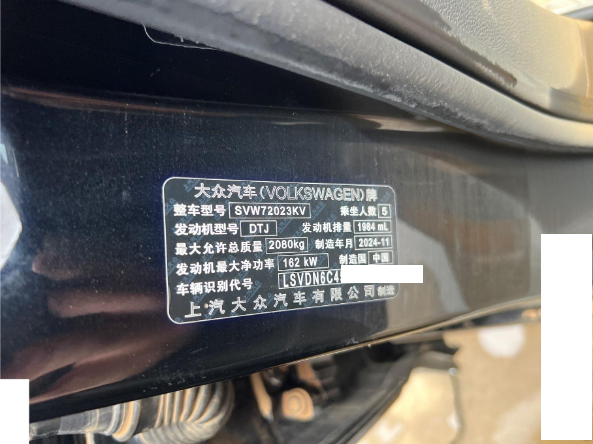 大众汽车(VOLKSWAGEN)牌
整车型号 SVW72023KV 乘坐人数 5
发动机型号 DTJ 发动机排量 1984 mL
最大允许总质量 2080kg 制造年月 2024-11
发动机最大净功率 162 kW 制造国 中国
车辆识别代号 LSVDN6C4
上汽大众汽车有限公司 制造